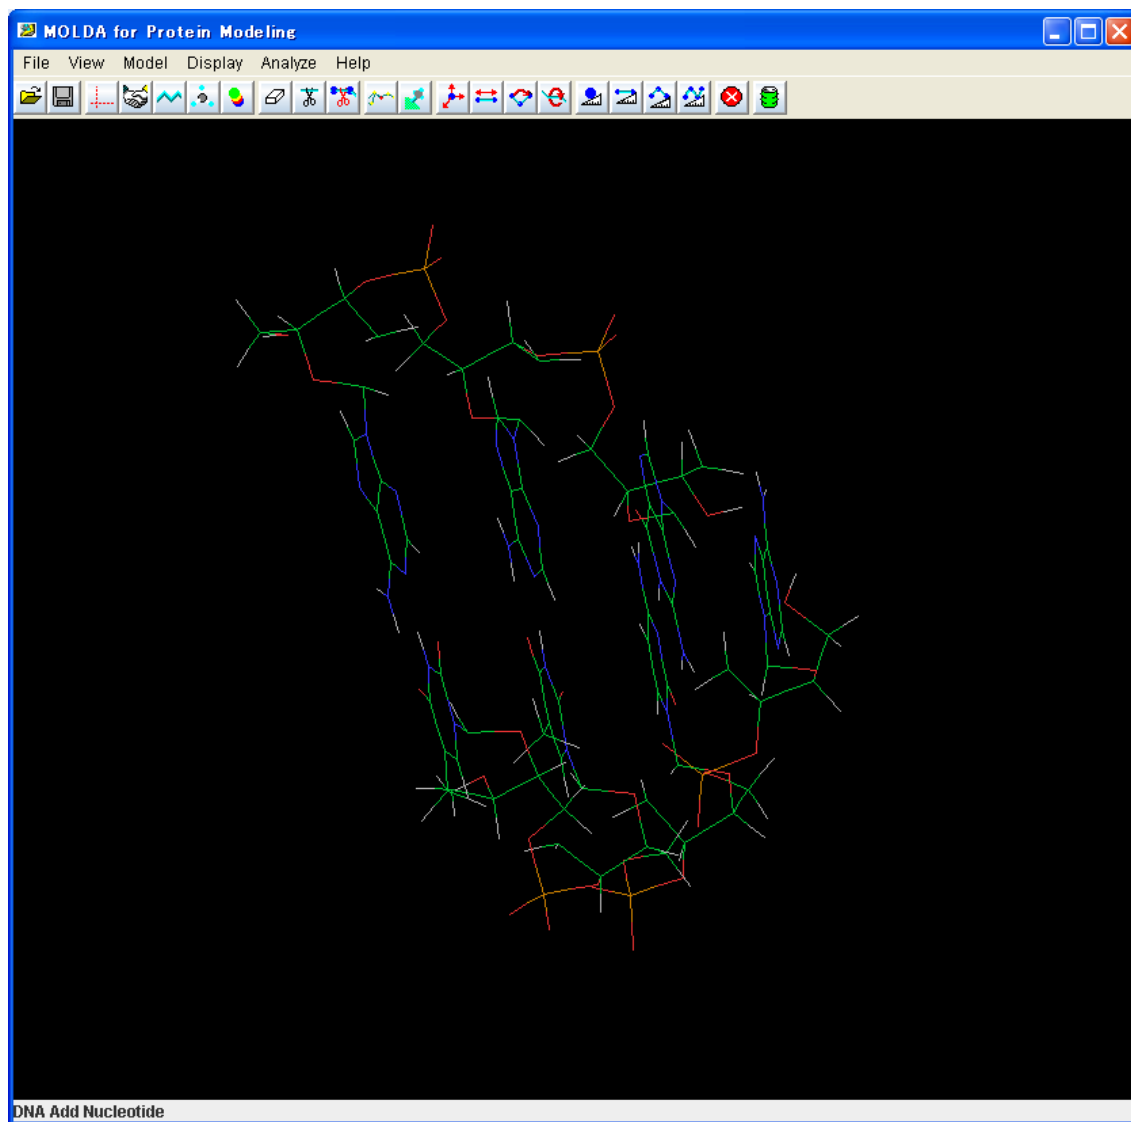 MOLDA for Protein Modeling
File View Model Display Analyze Help
DNA Add Nucleotide